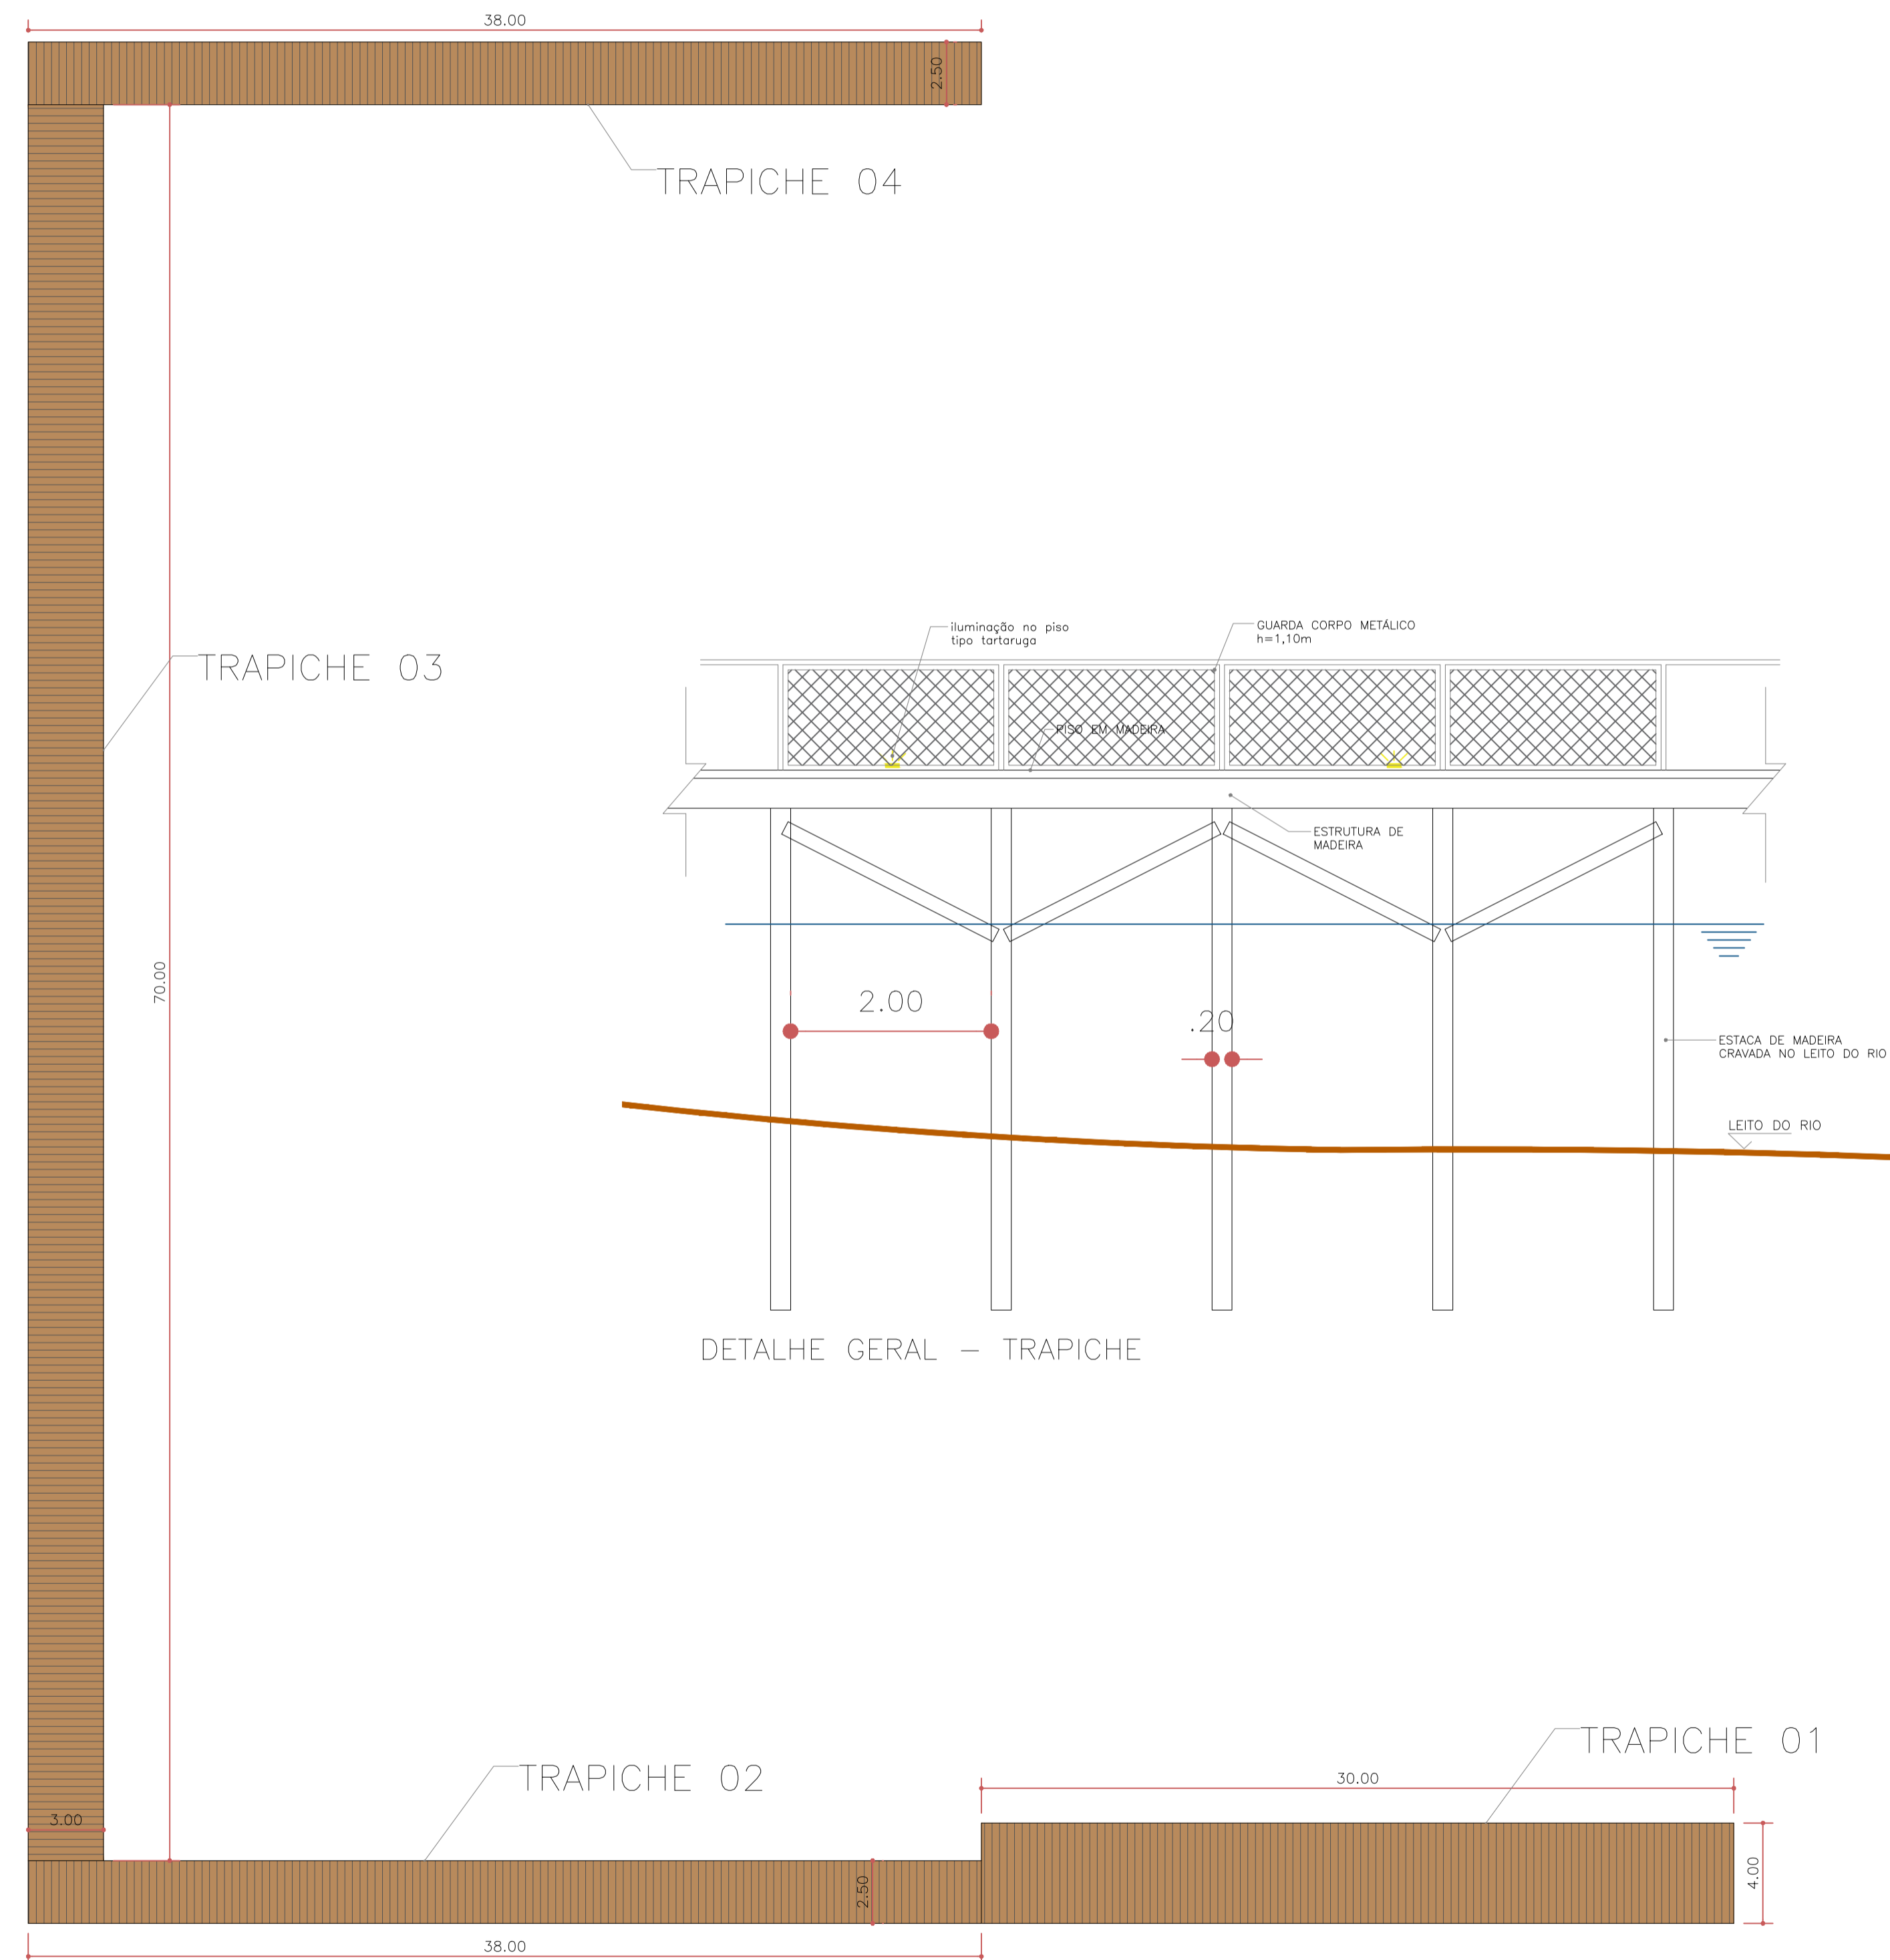 38.00
2.50
TRAPICHE 04
TRAPICHE 03
iluminação no piso
tipo tartaruga
GUARDA CORPO METÁLICO
h=1,10m
PISO EM MADEIRA
ESTRUTURA DE
MADEIRA
70.00
2.00
.20
ESTACA DE MADEIRA
CRAVADA NO LEITO DO RIO
LEITO DO RIO
DETALHE GERAL – TRAPICHE
TRAPICHE 01
TRAPICHE 02
30.00
3.00
4.00
2.50
38.00